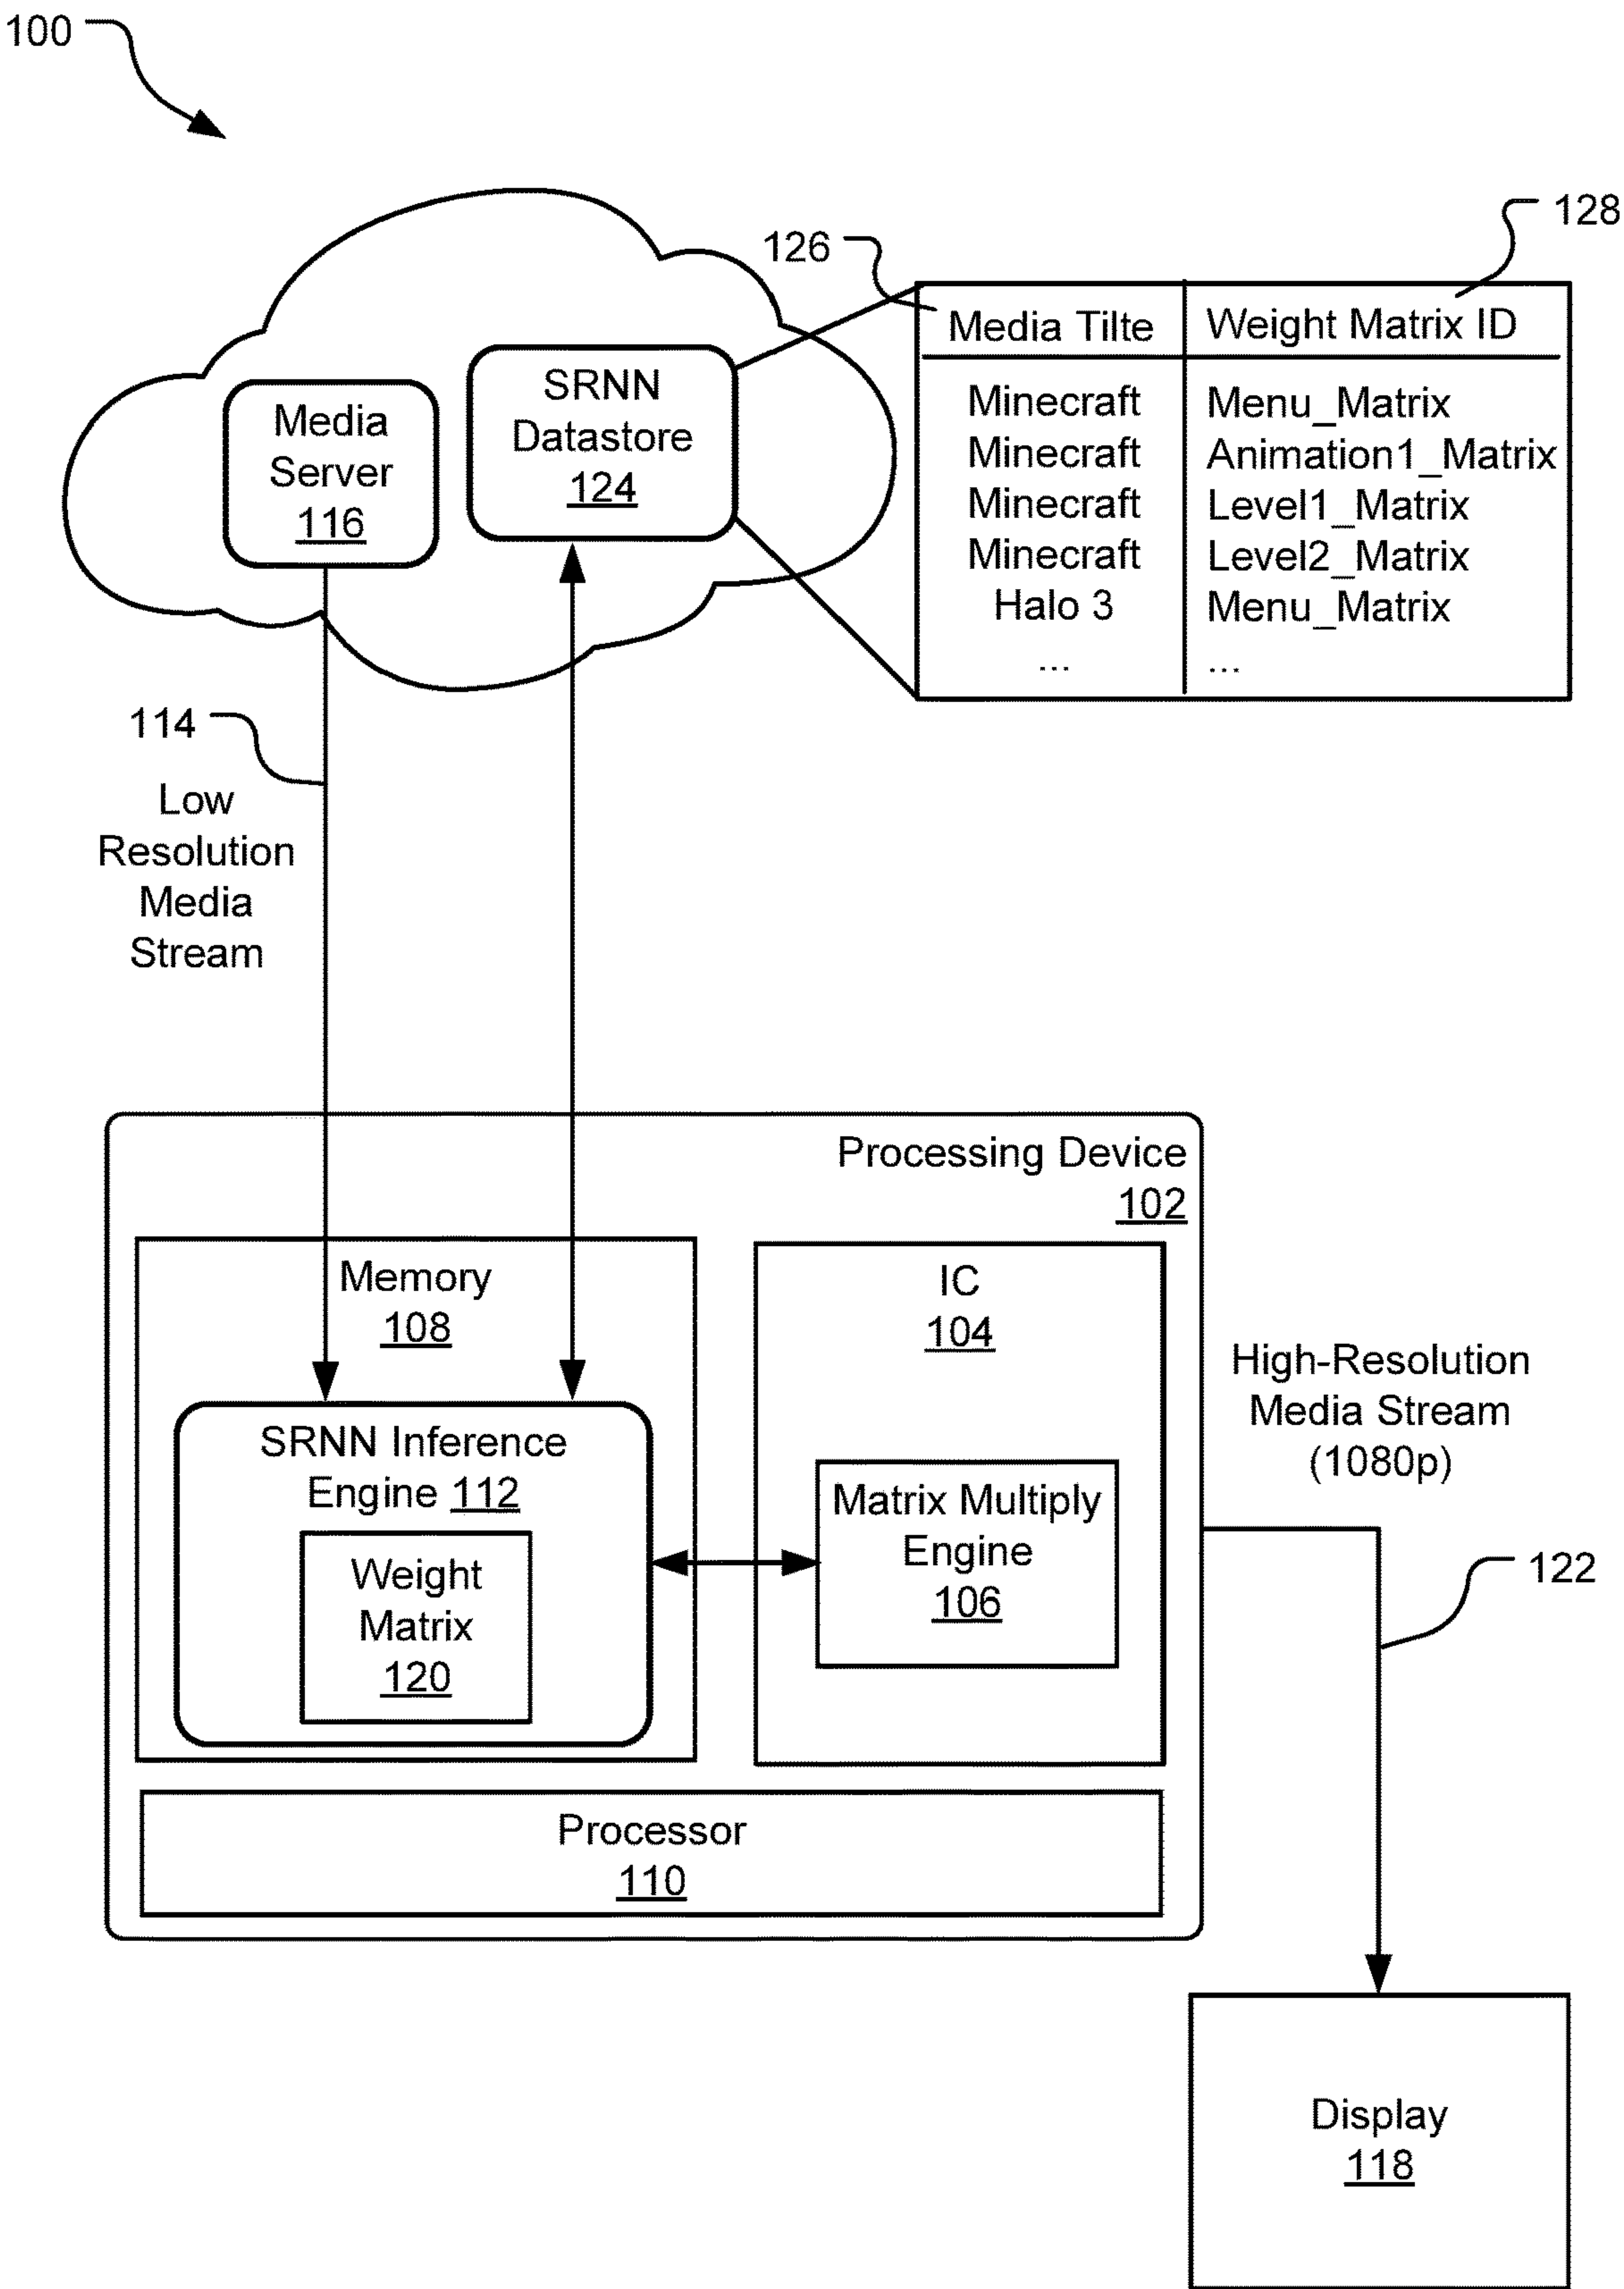 100
128
126
Media Tilte Weight Matrix ID
Minecraft Menu_Matrix
Minecraft Animation1_Matrix
Minecraft Level1_Matrix
Minecraft Level2_Matrix
Halo 3 Menu_Matrix
... ...
Media
Server
116
SRNN
Datastore
124
114
Low
Resolution
Media
Stream
Processing Device
102
Memory
108
IC
104
SRNN Inference
Engine 112
Weight
Matrix
120
Matrix Multiply
Engine
106
Processor
110
High-Resolution
Media Stream
(1080p)
122
Display
118